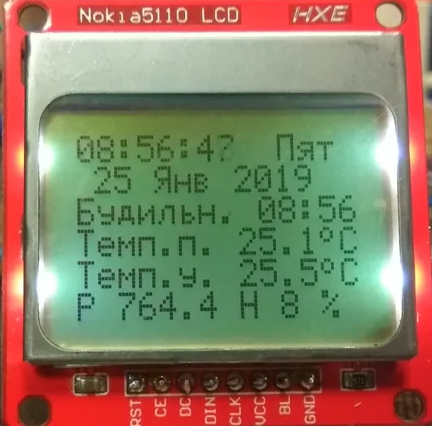 Nokia5110 LCD HXE
08:56:47 Пят
25 Янв 2019
Будильн. 08:56
Темп.п. 25.1°C
Темп.у. 25.5°C
P 764.4 H 8 %
RST CE DC DIN CLK VCC BL GND